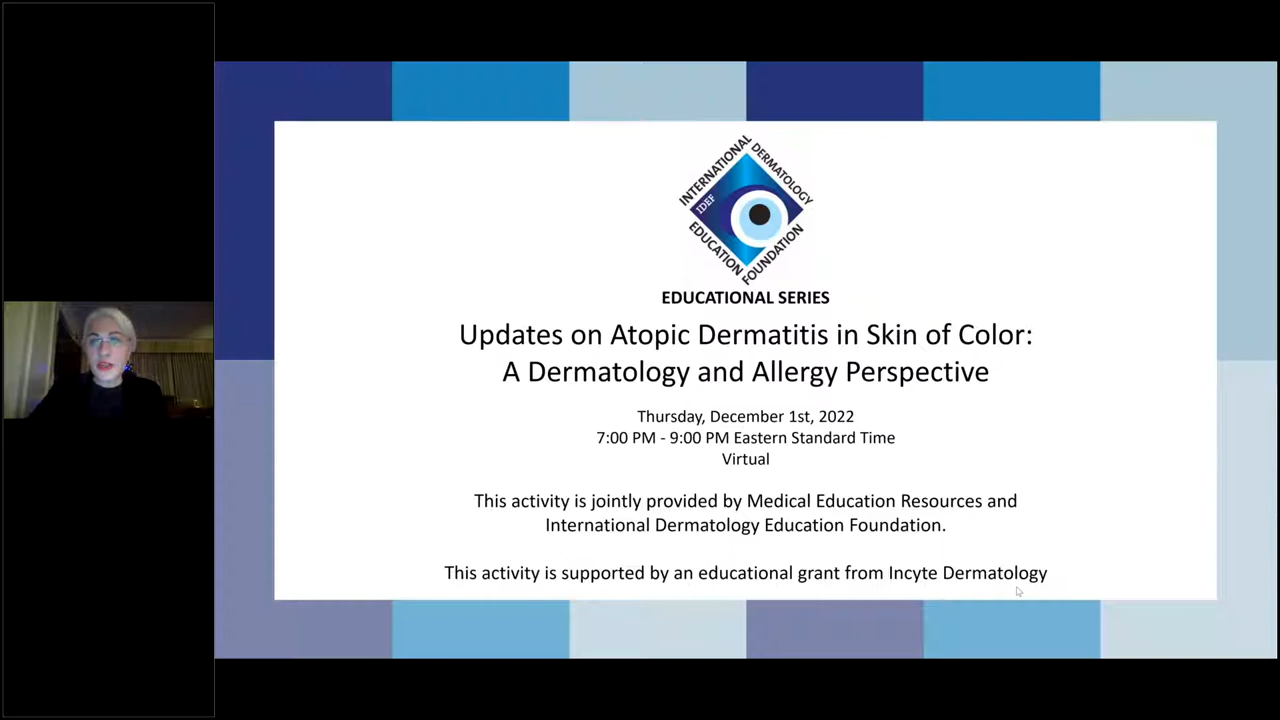 INTERNATIONAL DERMATOLOGY
IDEF
EDUCATION FOUNDATION
EDUCATIONAL SERIES
Updates on Atopic Dermatitis in Skin of Color:
A Dermatology and Allergy Perspective
Thursday, December 1st, 2022
7:00 PM - 9:00 PM Eastern Standard Time
Virtual
This activity is jointly provided by Medical Education Resources and
International Dermatology Education Foundation.
This activity is supported by an educational grant from Incyte Dermatology